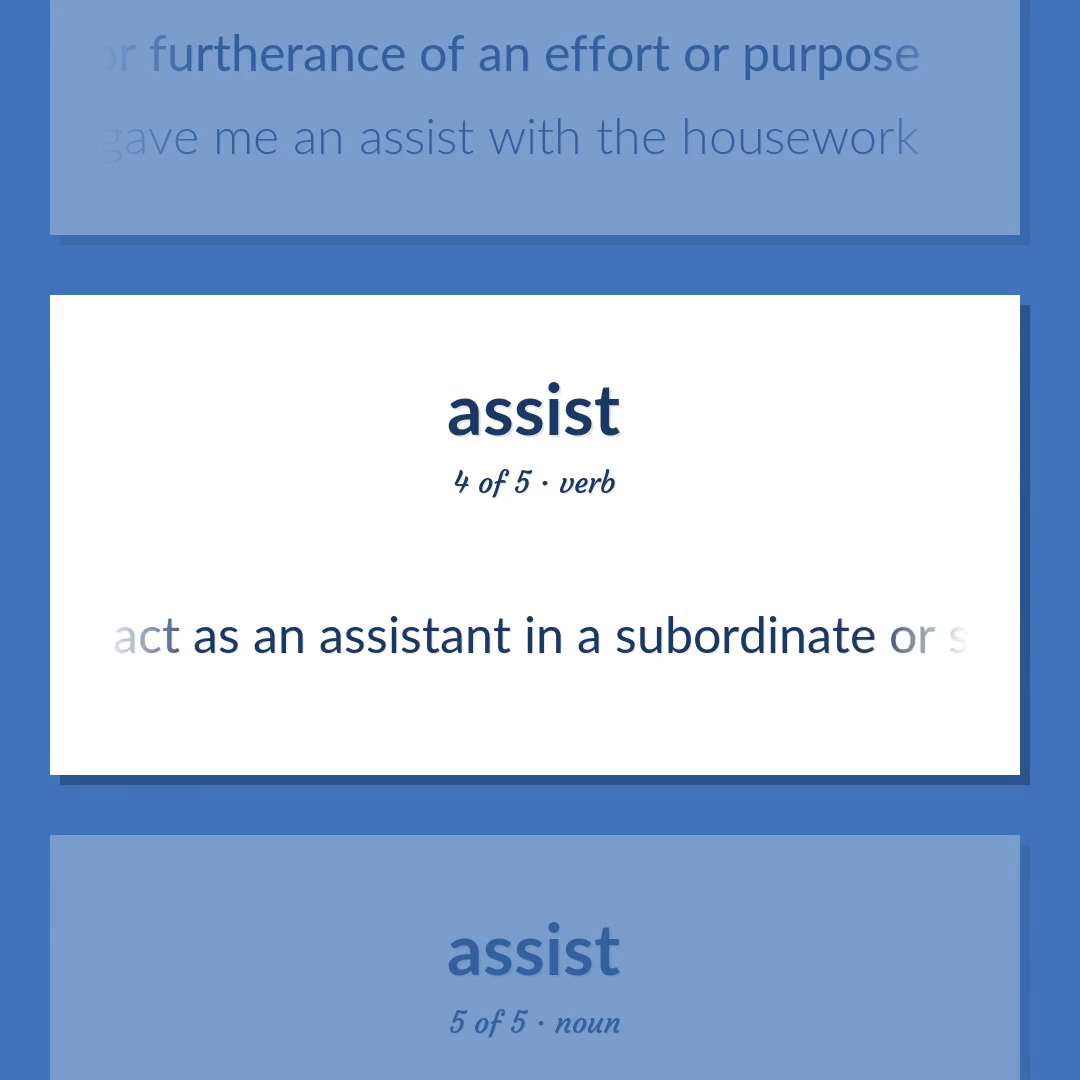 or furtherance of an effort or purpose
gave me an assist with the housework
assist
4 of 5 · verb
act as an assistant in a subordinate or
assist
5 of 5 · noun